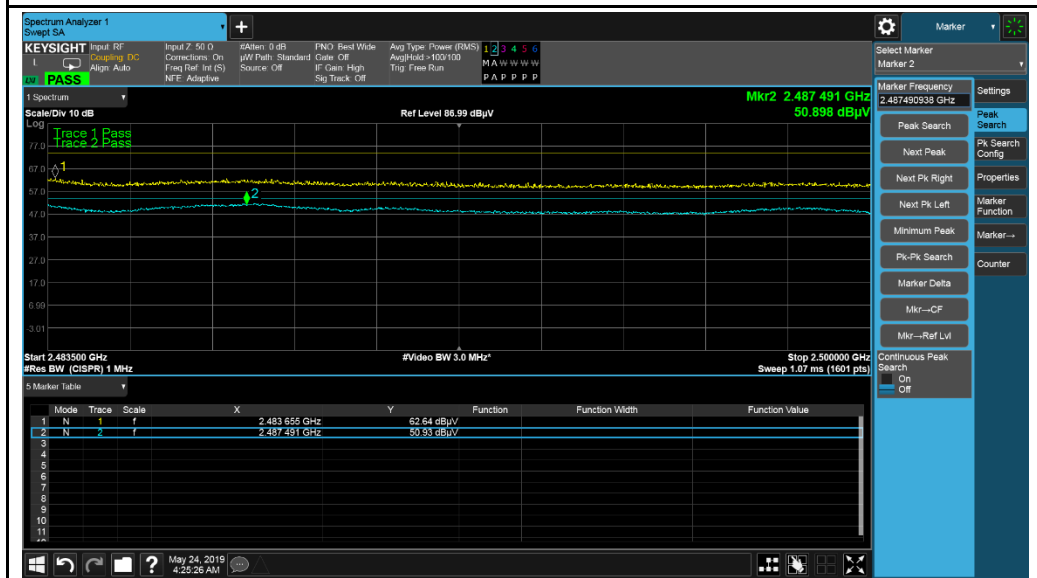 Spectrum Analyzer 1
Swept SA
+
Marker
KEYSIGHT Input: RF
Coupling: DC
Align: Auto
Input Z: 50 Ω
Corrections: On
Freq Ref: Int (S)
NFE: Adaptive
#Atten: 0 dB
µW Path: Standard
Source: Off
PNO: Best Wide
Gate: Off
IF Gain: High
Sig Track: Off
Avg Type: Power (RMS)
Avg|Hold:>100/100
Trig: Free Run
1 2 3 4 5 6
M A W W W W
P A P P P P
L
PASS
Select Marker
Marker 2
1 Spectrum
Mkr2 2.487 491 GHz
Scale/Div 10 dB
Ref Level 86.99 dBµV
50.898 dBµV
Log
Trace 1 Pass
Trace 2 Pass
77.0
67.0
57.0
47.0
37.0
27.0
17.0
6.99
-3.01
1
2
Start 2.483500 GHz
#Video BW 3.0 MHz*
Stop 2.500000 GHz
#Res BW (CISPR) 1 MHz
Sweep 1.07 ms (1601 pts)
Marker Frequency
2.487490938 GHz
Peak Search
Next Peak
Next Pk Right
Next Pk Left
Minimum Peak
Pk-Pk Search
Marker Delta
Mkr→CF
Mkr→Ref Lvl
Continuous Peak
Search
On
Off
Settings
Peak
Search
Pk Search
Config
Properties
Marker
Function
Marker→
Counter
5 Marker Table
Mode Trace Scale X Y Function Function Width Function Value
1 N 1 f 2.483 655 GHz 62.64 dBµV
2 N 2 f 2.487 491 GHz 50.93 dBµV
3
4
5
6
7
8
9
10
11
?
May 24, 2019
4:25:26 AM